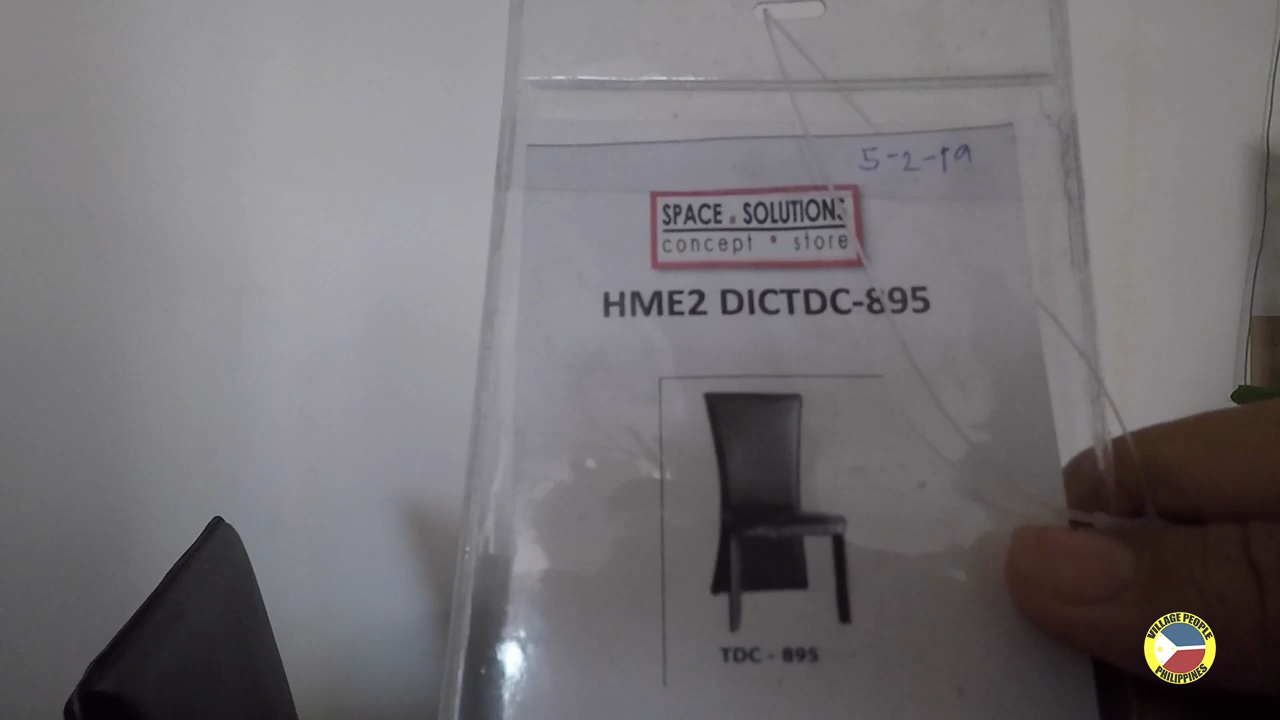 5-2-19
SPACE . SOLUTIONS
concept • store
HME2 DICTDC-895
TDC - 895
VILLAGE PEOPLE
PHILIPPINES